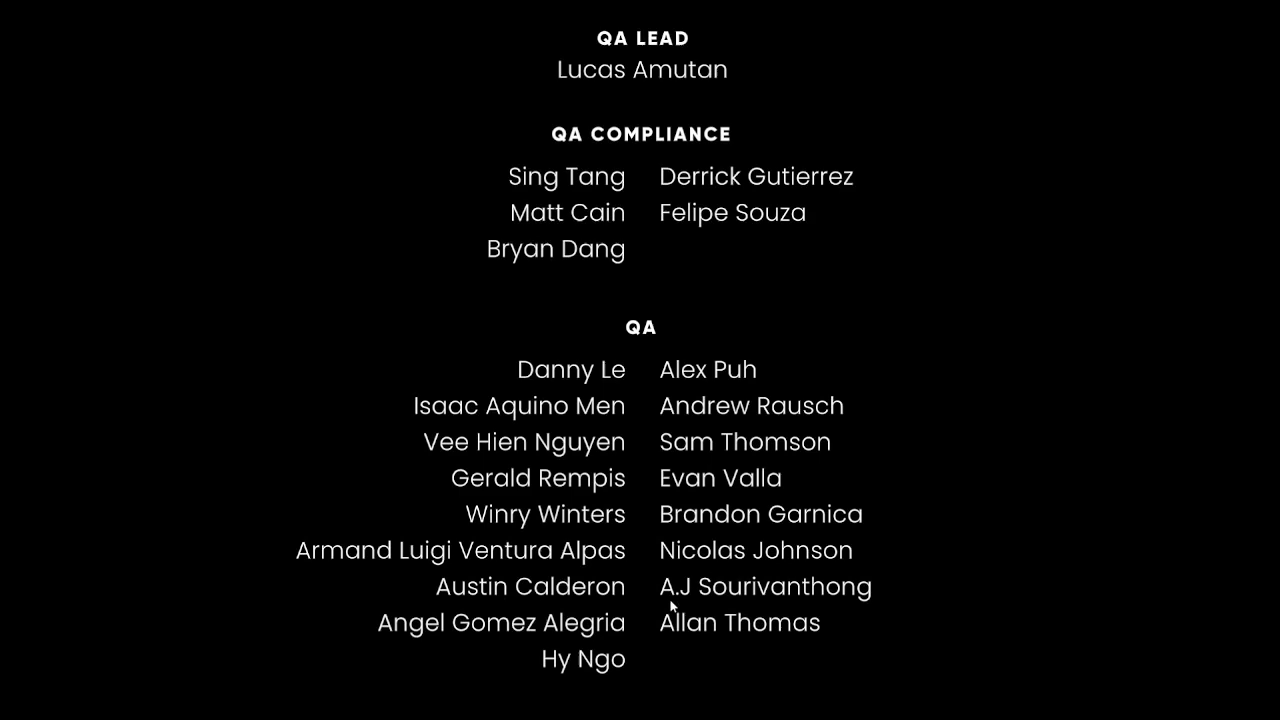 QA LEAD
Lucas Amutan
QA COMPLIANCE
Sing Tang Derrick Gutierrez
Matt Cain Felipe Souza
Bryan Dang
QA
Danny Le Alex Puh
Isaac Aquino Men Andrew Rausch
Vee Hien Nguyen Sam Thomson
Gerald Rempis Evan Valla
Winry Winters Brandon Garnica
Armand Luigi Ventura Alpas Nicolas Johnson
Austin Calderon A.J Sourivanthong
Angel Gomez Alegria Allan Thomas
Hy Ngo